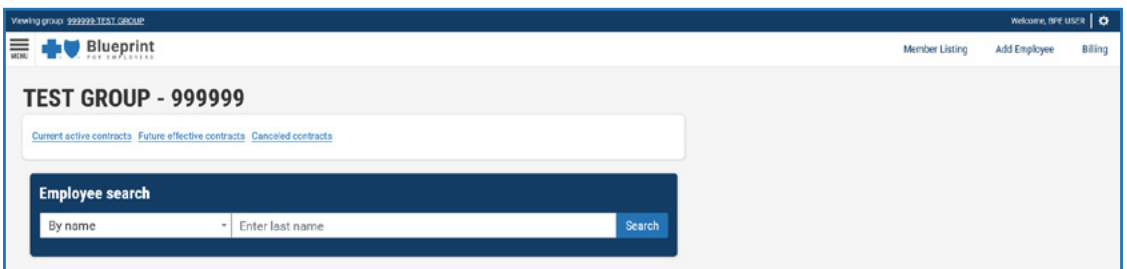 Viewing group: 999999-TEST GROUP
Welcome, BPE USER
MENU
Blueprint
FOR EMPLOYERS
Member Listing Add Employee Billing
TEST GROUP - 999999
Current active contracts Future effective contracts Canceled contracts
Employee search
By name
Enter last name
Search